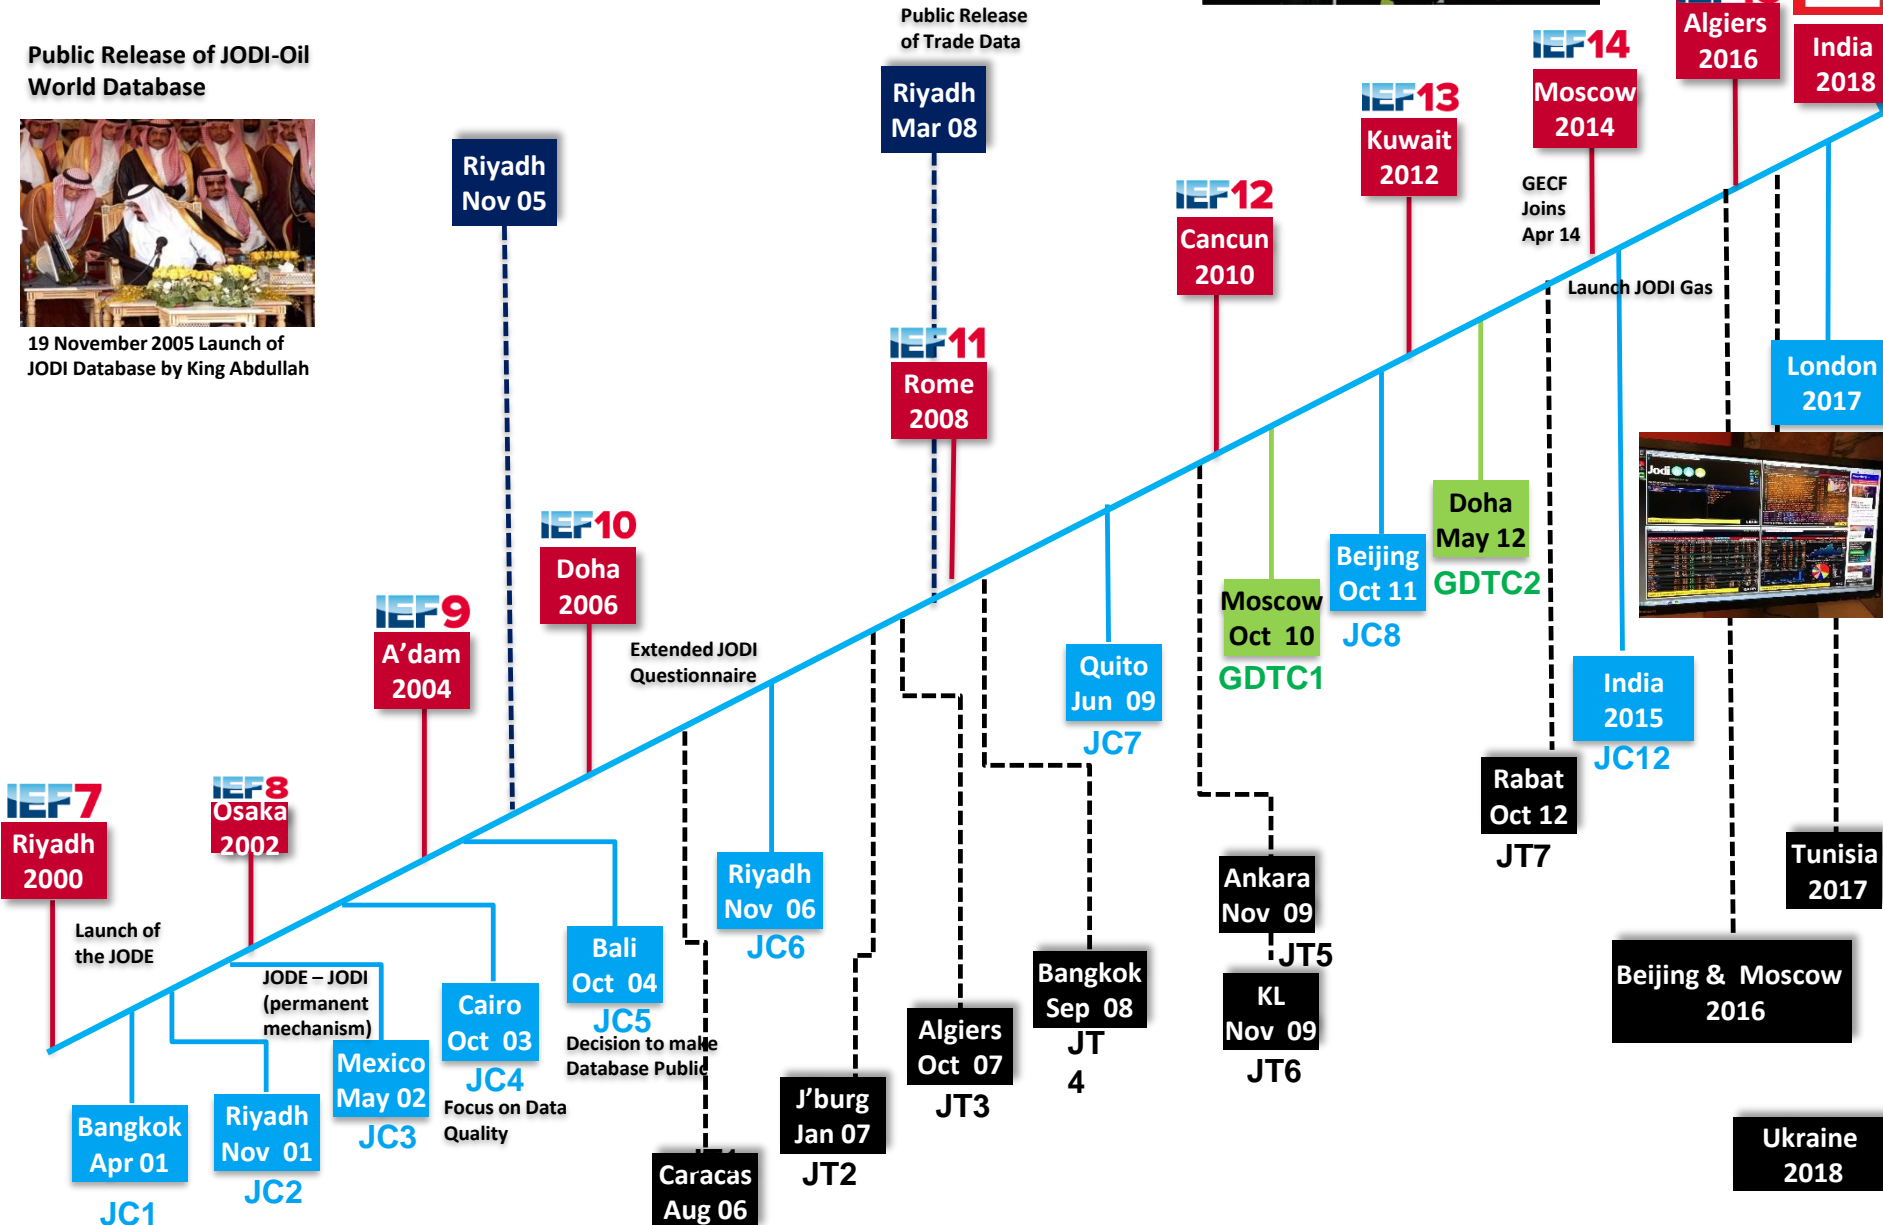 Public Release of JODI-Oil
World Database
19 November 2005 Launch of
JODI Database by King Abdullah
Riyadh
Nov 05
Public Release
of Trade Data
Riyadh
Mar 08
IEF7
Riyadh
2000
Launch of
the JODE
IEF8
Osaka
2002
IEF9
A'dam
2004
IEF10
Doha
2006
IEF11
Rome
2008
IEF12
Cancun
2010
IEF13
Kuwait
2012
IEF14
Moscow
2014
GECF
Joins
Apr 14
Algiers
2016
India
2018
Launch JODI Gas
London
2017
Jodi
Extended JODI
Questionnaire
JODE – JODI
(permanent
mechanism)
Bangkok
Apr 01
JC1
Riyadh
Nov 01
JC2
Mexico
May 02
JC3
Cairo
Oct 03
JC4
Focus on Data
Quality
Bali
Oct 04
JC5
Decision to make
Database Public
Riyadh
Nov 06
JC6
Quito
Jun 09
JC7
Moscow
Oct 10
GDTC1
Beijing
Oct 11
JC8
Doha
May 12
GDTC2
India
2015
JC12
Caracas
Aug 06
J'burg
Jan 07
JT2
Algiers
Oct 07
JT3
Bangkok
Sep 08
JT
4
Ankara
Nov 09
JT5
KL
Nov 09
JT6
Rabat
Oct 12
JT7
Tunisia
2017
Beijing & Moscow
2016
Ukraine
2018